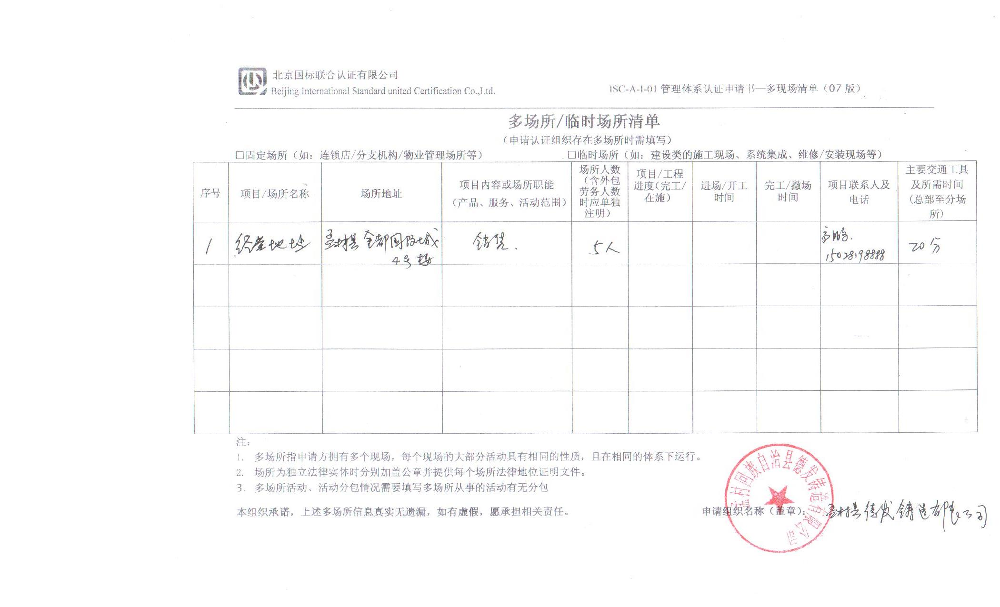 北京国标联合认证有限公司
Beijing International Standard united Certification Co.,Ltd.
ISC-A-I-01 管理体系认证申请书—多现场清单（07 版）
多场所/临时场所清单
（申请认证组织存在多场所时需填写）
□固定场所（如：连锁店/分支机构/物业管理场所等） □临时场所（如：建设类的施工现场、系统集成、维修/安装现场等）
序号
项目/场所名称
场所地址
项目内容或场所职能
（产品、服务、活动范围）
场所人数
（含外包
劳务人数
时应单独
注明）
项目/工程
进度（完工/
在施）
进场/开工
时间
完工/撤场
时间
项目联系人及
电话
主要交通工具
及所需时间
（总部至分场
所）
1
经营地址
孟村县金都国际城
4号楼
销售.
5人
高鹏.
15028198888
20分
注：
1. 多场所指申请方拥有多个现场，每个现场的大部分活动具有相同的性质，且在相同的体系下运行。
2. 场所为独立法律实体时分别加盖公章并提供每个场所法律地位证明文件。
3. 多场所活动、活动分包情况需要填写多场所从事的活动有无分包
本组织承诺，上述多场所信息真实无遗漏，如有虚假，愿承担相关责任。
申请组织名称（盖章）：孟村县德发铸造有限公司
孟村回族自治县德发铸造有限公司